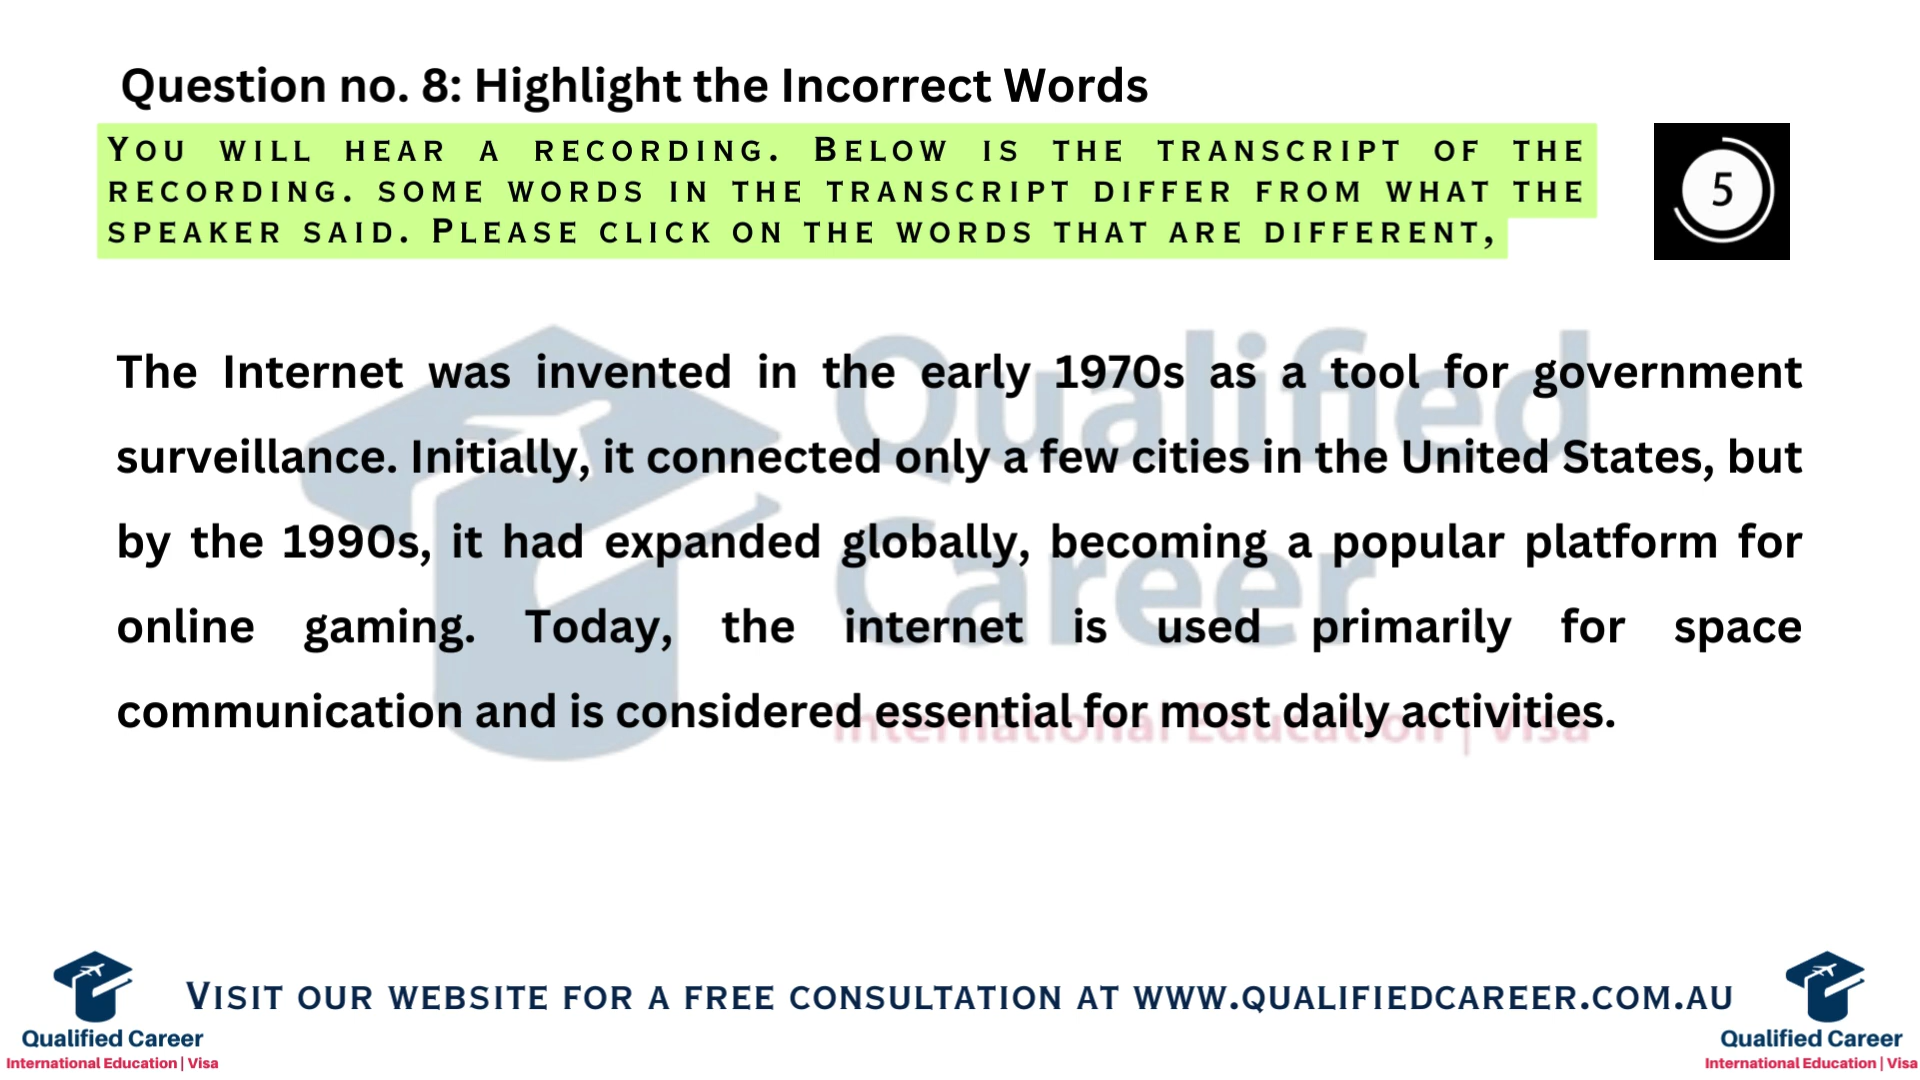 Question no. 8: Highlight the Incorrect Words
YOU WILL HEAR A RECORDING. BELOW IS THE TRANSCRIPT OF THE
RECORDING. SOME WORDS IN THE TRANSCRIPT DIFFER FROM WHAT THE
SPEAKER SAID. PLEASE CLICK ON THE WORDS THAT ARE DIFFERENT,
5
The Internet was invented in the early 1970s as a tool for government
surveillance. Initially, it connected only a few cities in the United States, but
by the 1990s, it had expanded globally, becoming a popular platform for
online gaming. Today, the internet is used primarily for space
communication and is considered essential for most daily activities.
Qualified
Career
International Education | Visa
VISIT OUR WEBSITE FOR A FREE CONSULTATION AT WWW.QUALIFIEDCAREER.COM.AU
Qualified Career
International Education | Visa
Qualified Career
International Education | Visa